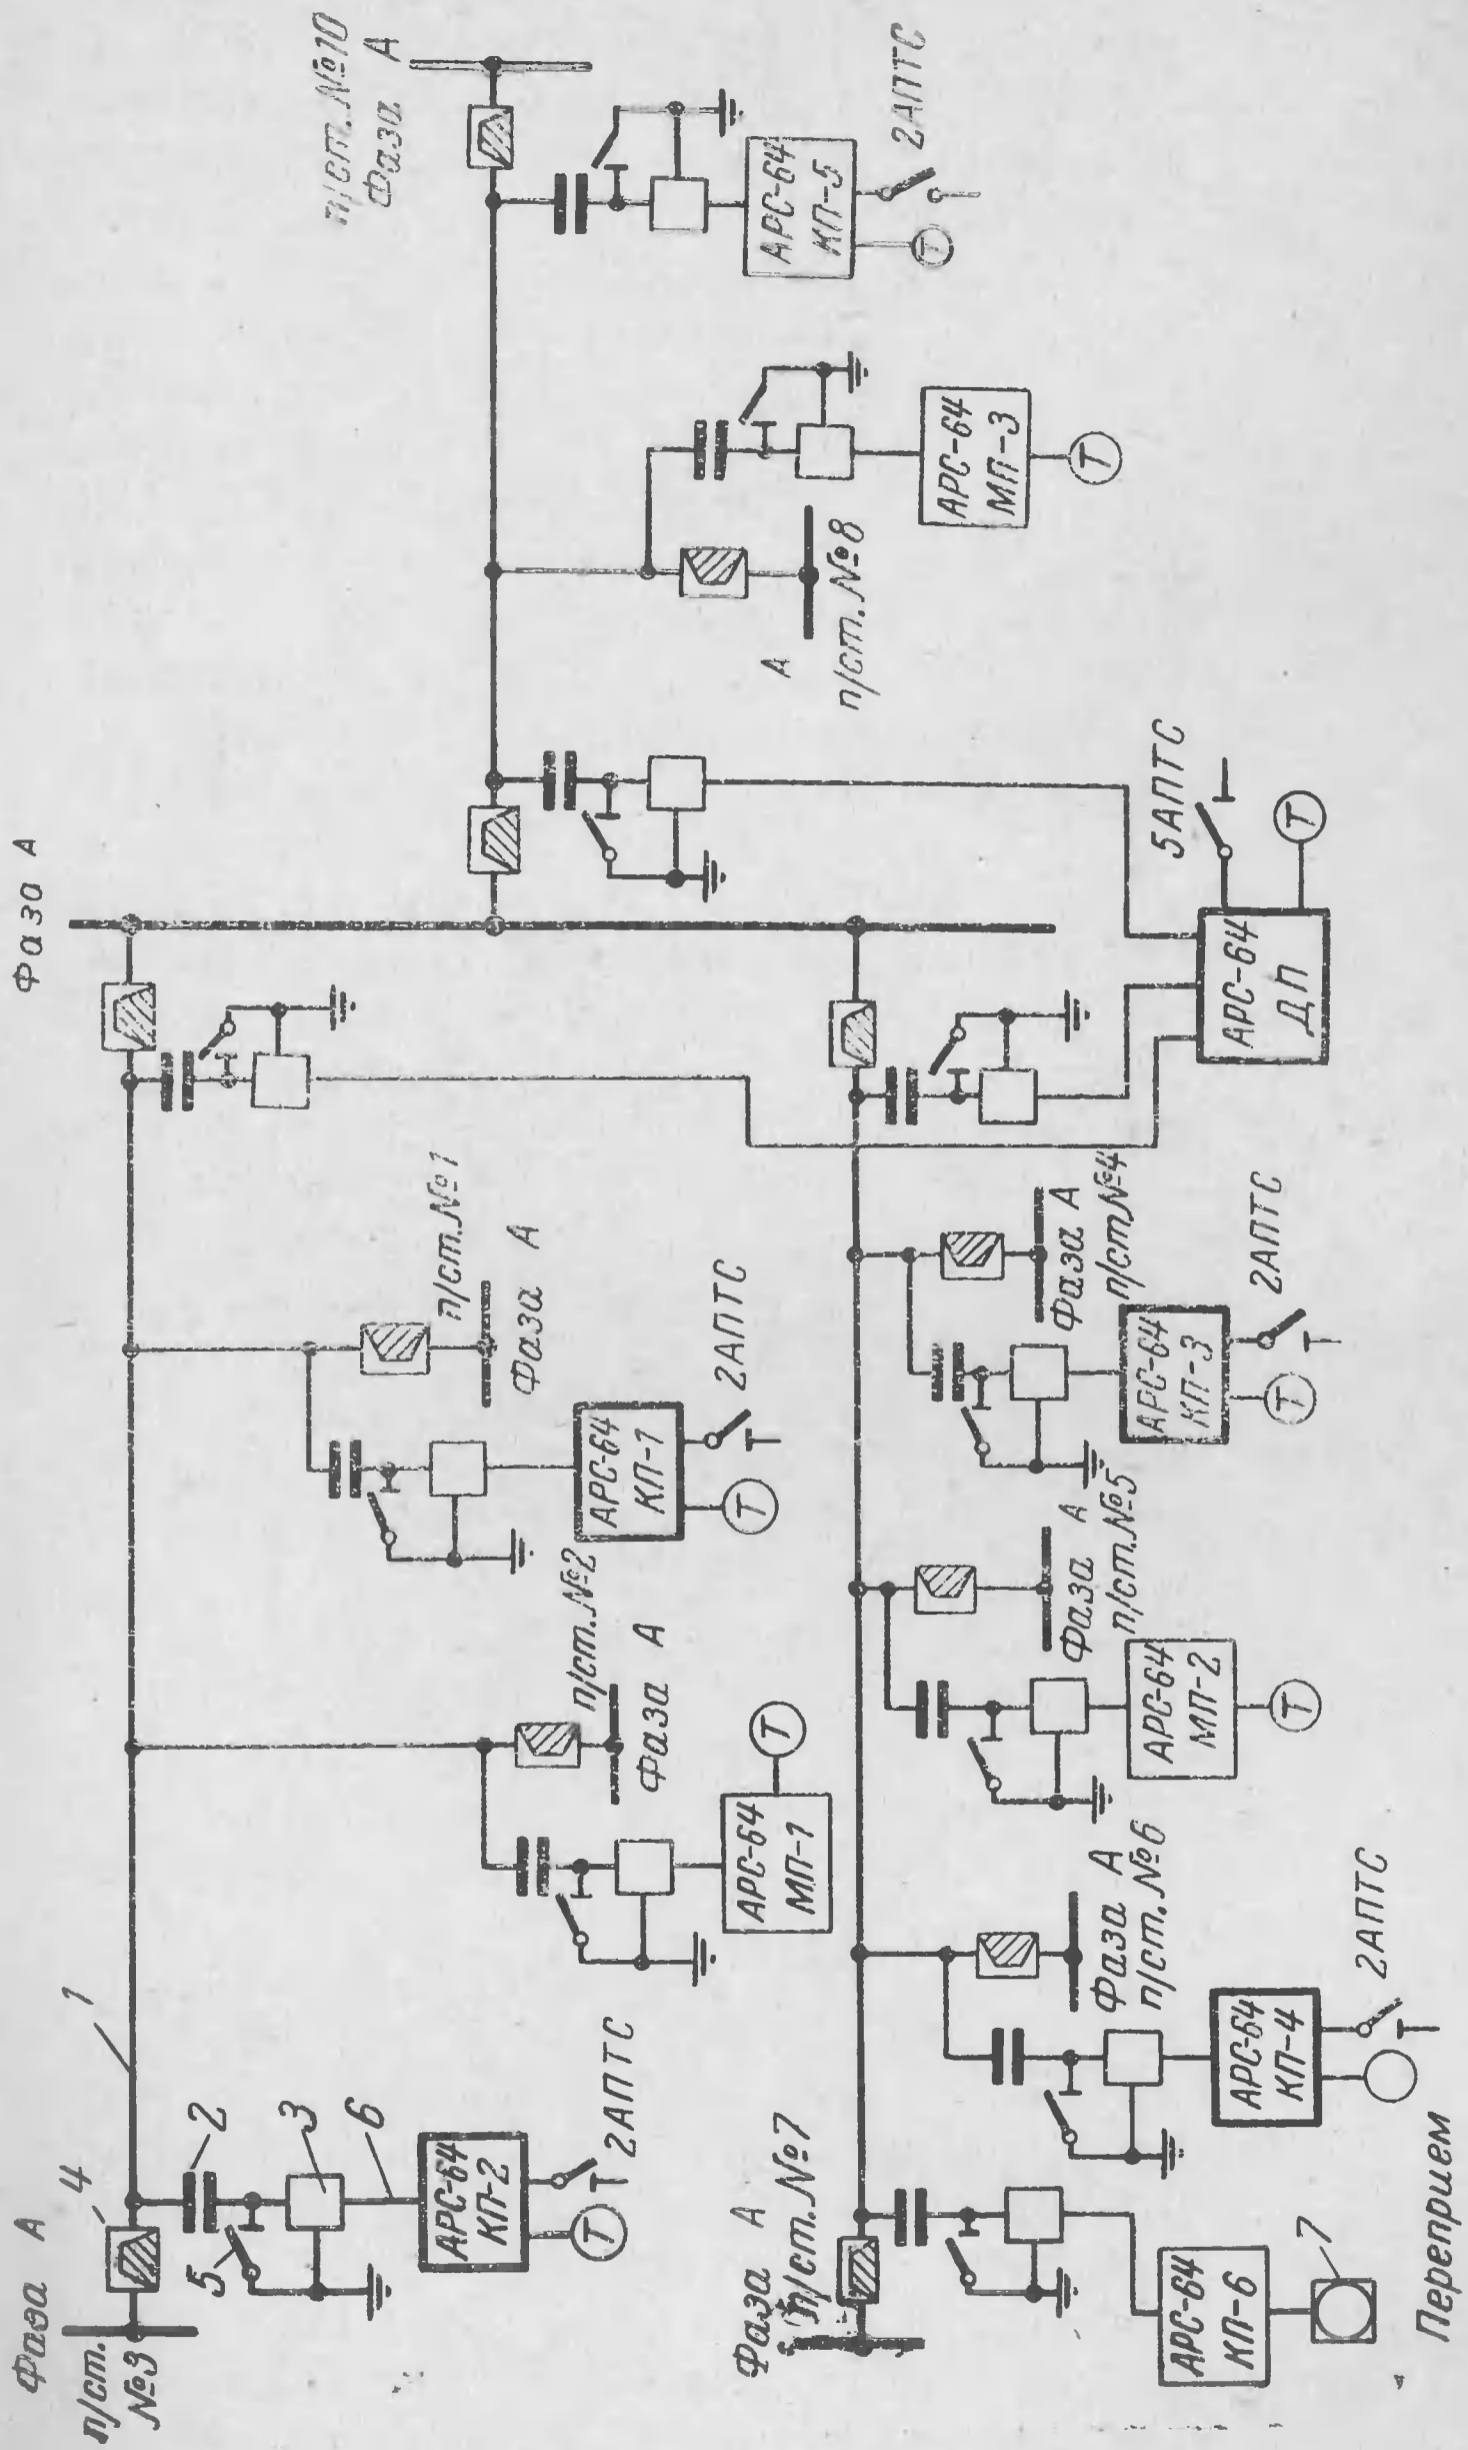 Фаза А
п/ст.
№3
4
1
2
5
3
6
АРС-64
КП-2
Т
2АПТС
п/ст. №2
Фаза А
АРС-64
МП-1
Т
п/ст. №1
Фаза А
АРС-64
КП-1
Т
2АПТС
Фаза А
п/ст. №10
Фаза А
АРС-64
КП-5
Т
2АПТС
А
п/ст. №8
АРС-64
МП-3
Т
5АПТС
АРС-64
ДП
Т
Фаза А
п/ст. №7
АРС-64
КП-6
7
Переприем
Фаза А
п/ст. №6
АРС-64
КП-4
2АПТС
Фаза А
п/ст. №5
АРС-64
МП-2
Т
Фаза А
п/ст №4
АРС-64
КП-3
Т
2АПТС